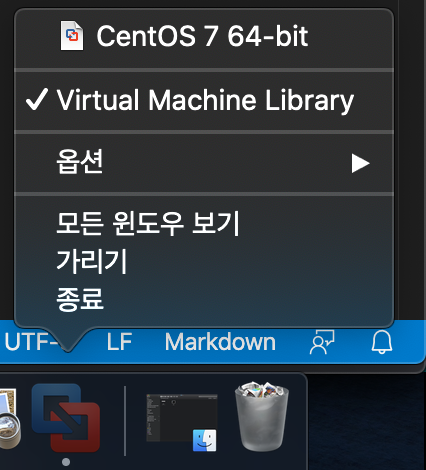 CentOS 7 64-bit
Virtual Machine Library
옵션
모든 윈도우 보기
가리기
종료
UTF- LF Markdown